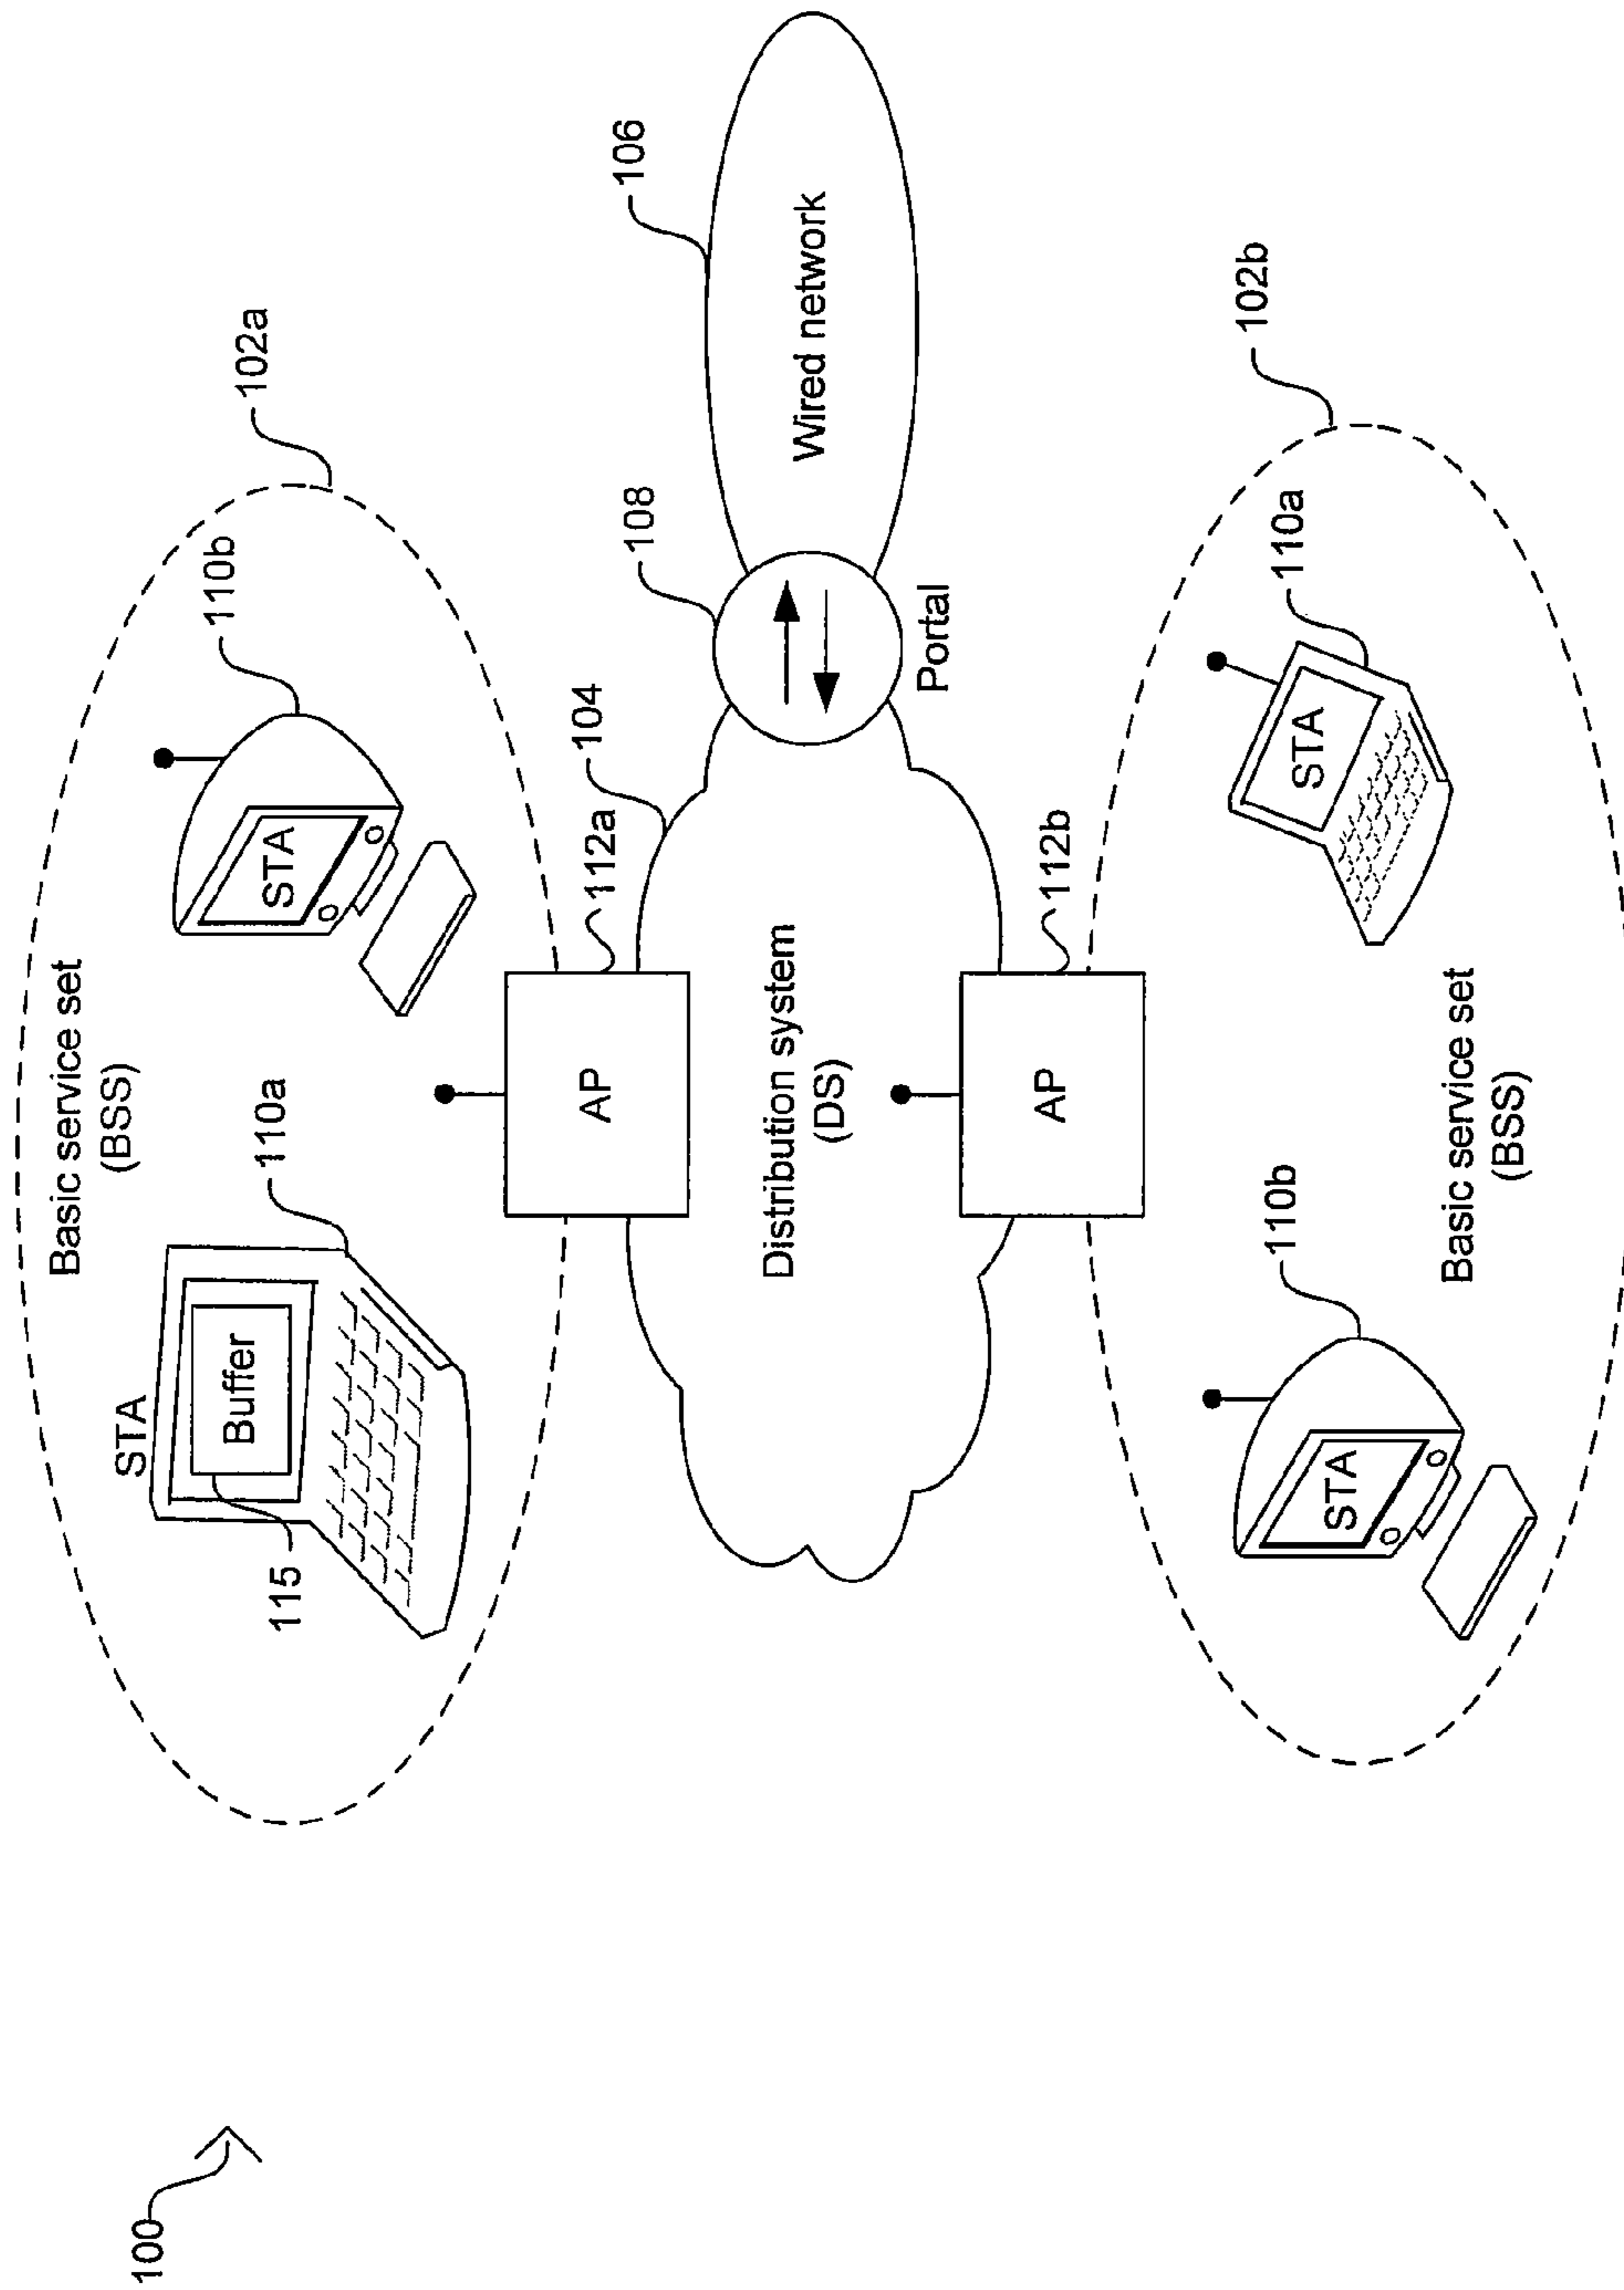 100
102a
Basic service set
(BSS)
STA
Buffer
115
110a
110b
STA
AP
112a
104
Distribution system
(DS)
108
Portal
106
Wired network
AP
112b
102b
110b
STA
110a
STA
Basic service set
(BSS)